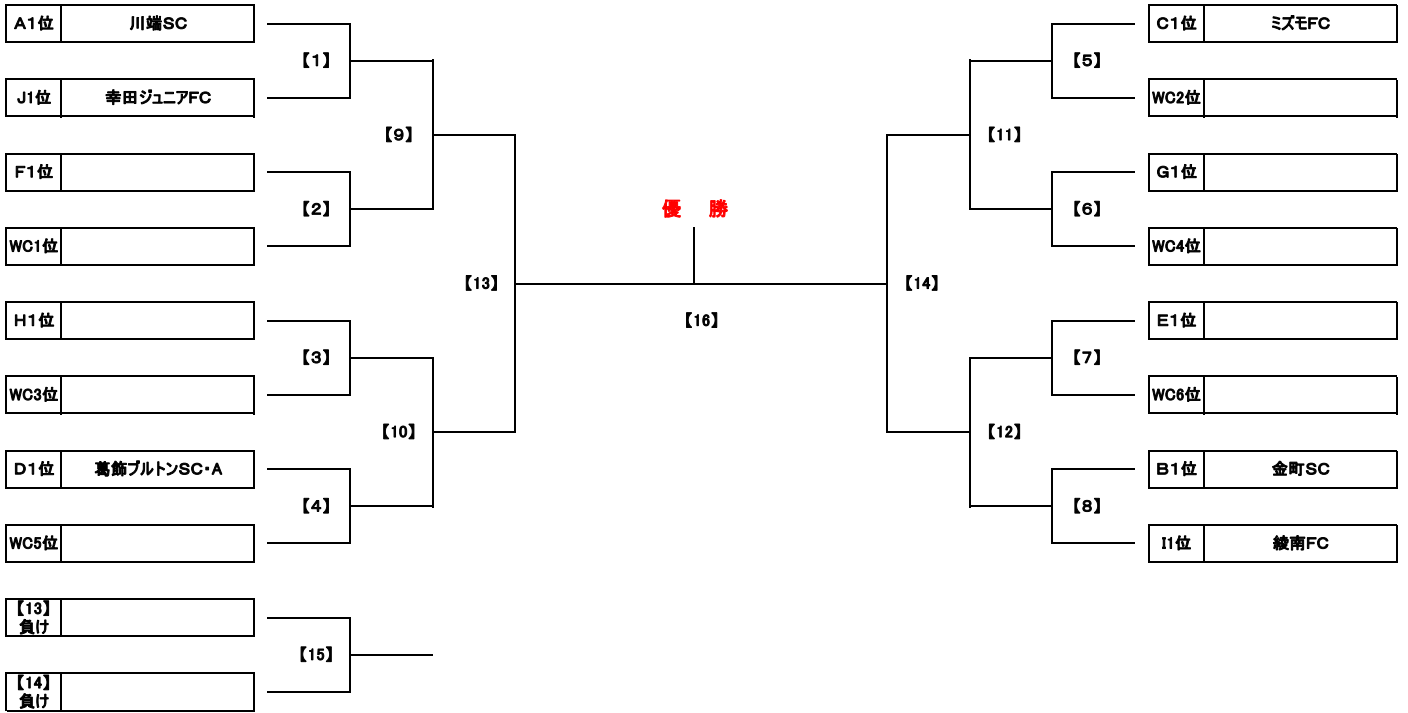 A1位 川端SC
【1】
J1位 幸田ジュニアFC
【9】
F1位
【2】
WC1位
【13】
H1位
【3】
WC3位
【10】
D1位 葛飾ブルトンSC・A
【4】
WC5位
【13】
負け
【15】
【14】
負け
優 勝
【16】
C1位 ミズモFC
【5】
WC2位
【11】
G1位
【6】
WC4位
【14】
E1位
【7】
WC6位
【12】
B1位 金町SC
【8】
I1位 綾南FC